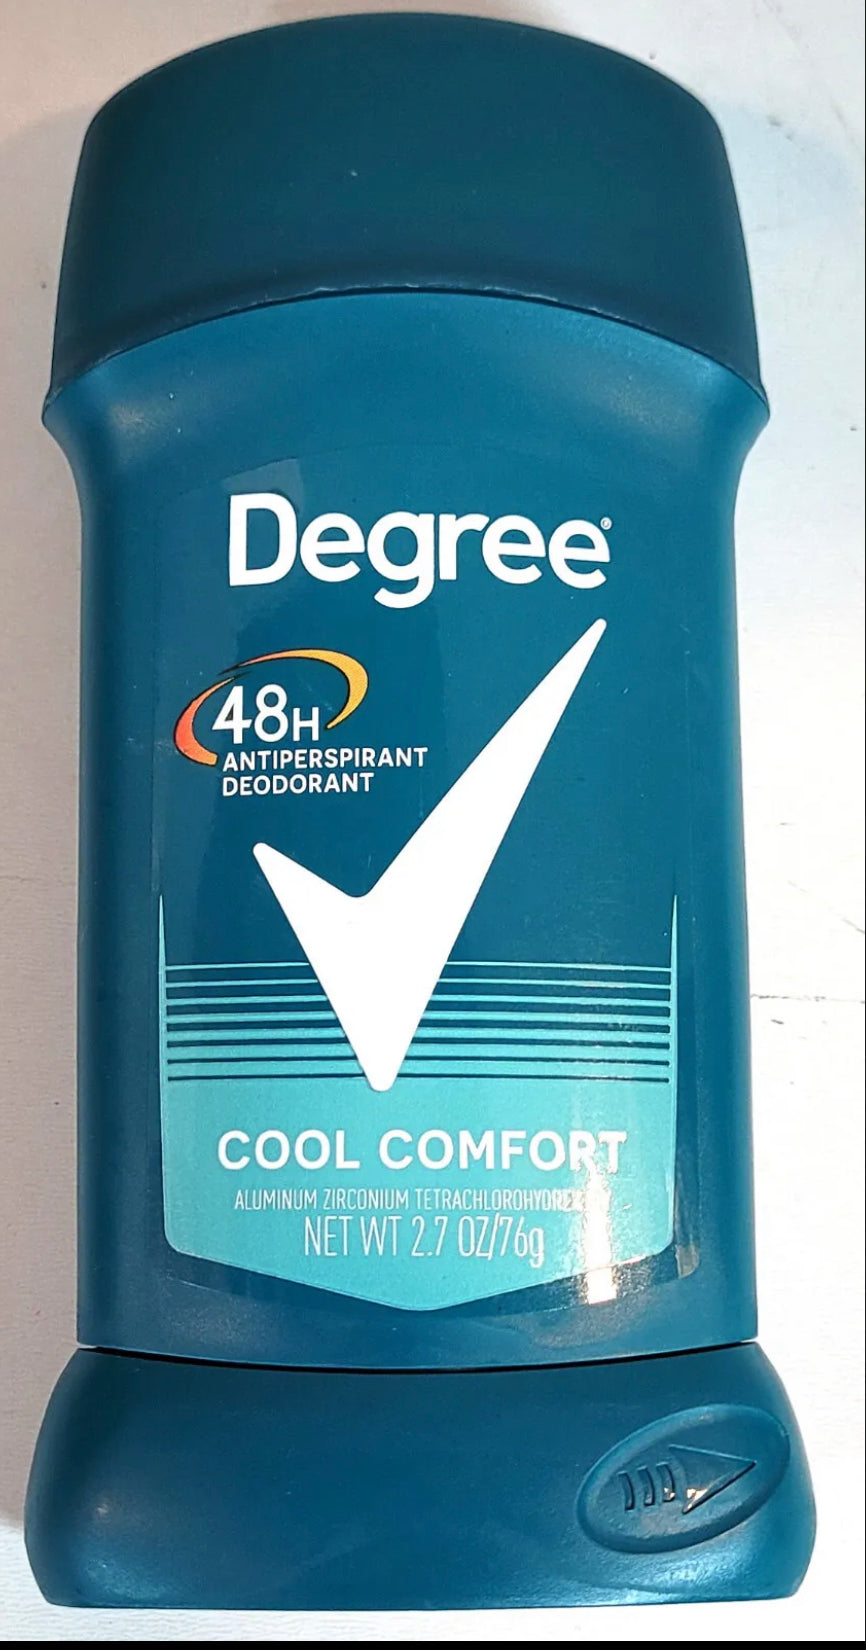 Degree®
48H
ANTIPERSPIRANT
DEODORANT
COOL COMFORT
ALUMINUM ZIRCONIUM
NET WT 2.7 OZ/76g